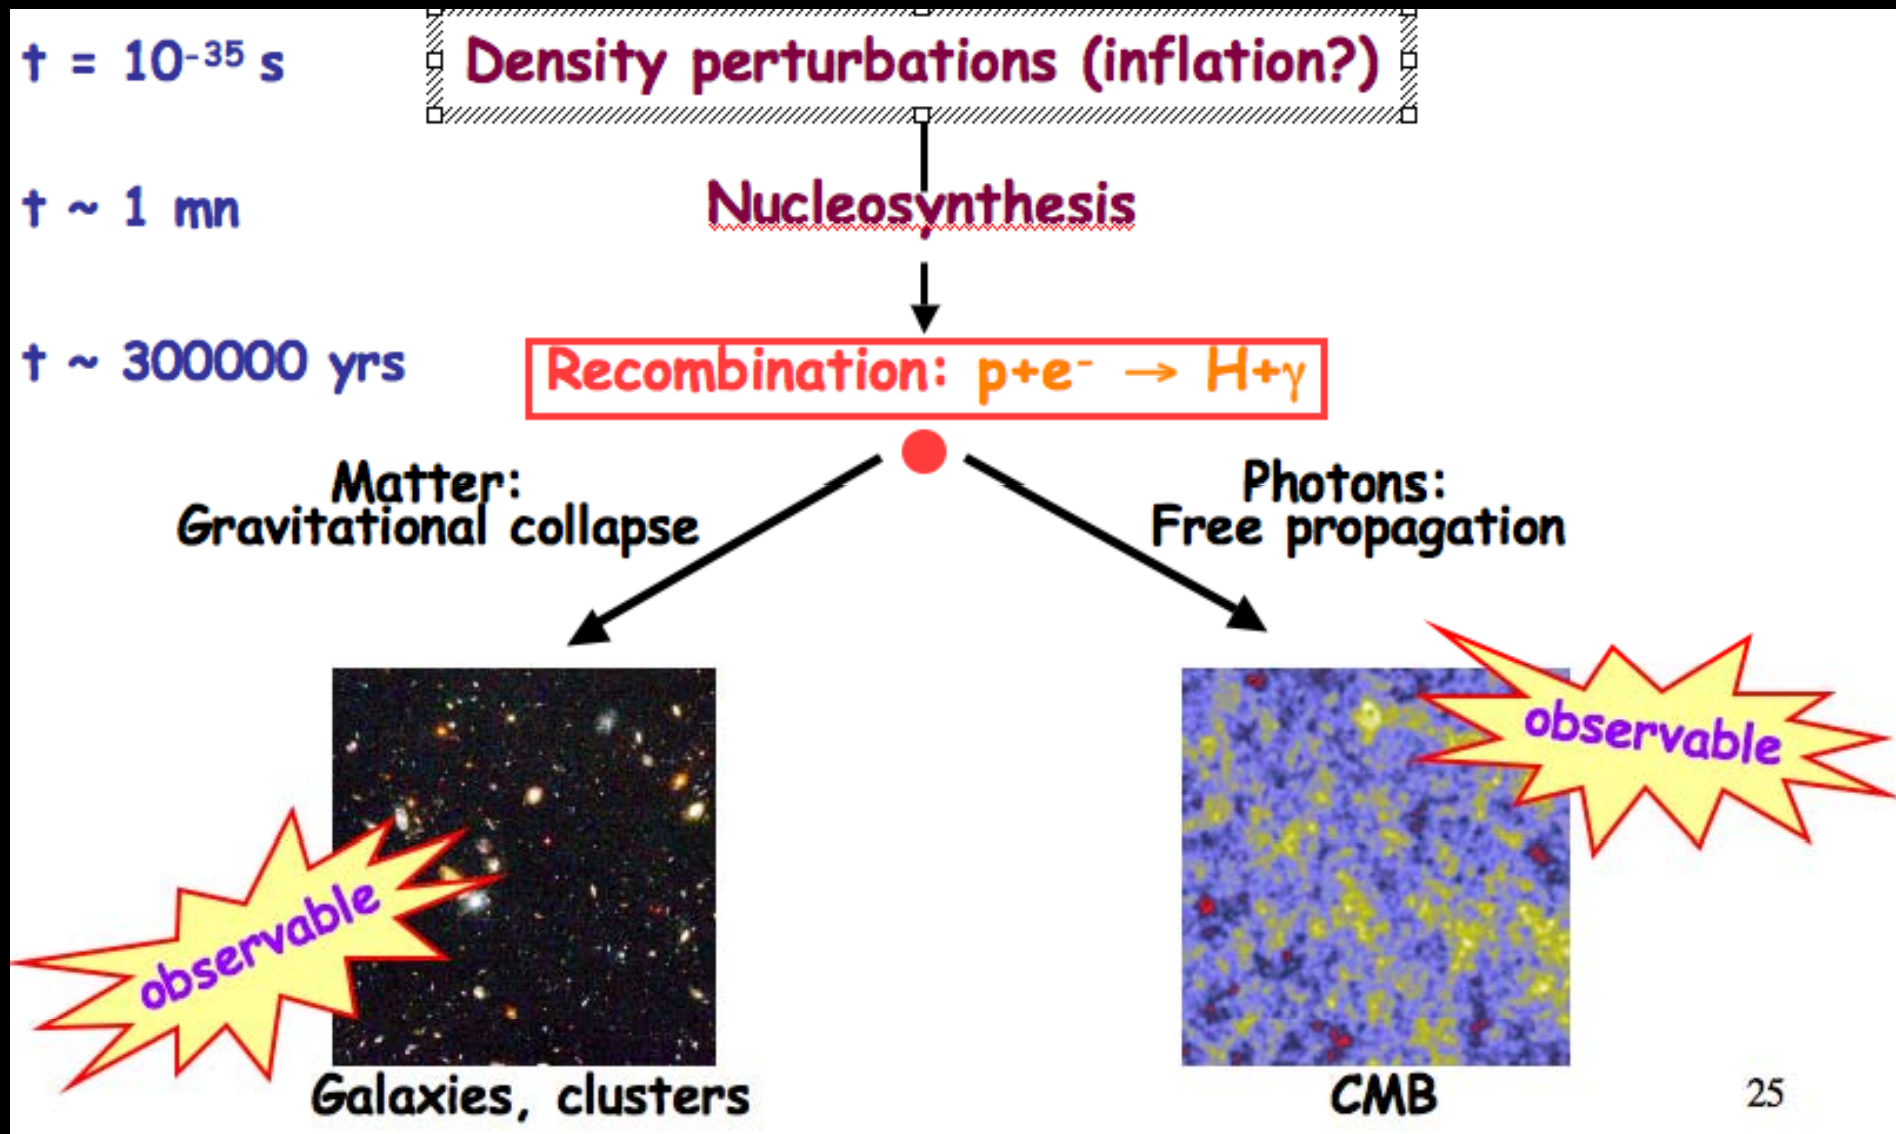 t = 10⁻³⁵ s
Density perturbations (inflation?)
t ~ 1 mn
Nucleosynthesis
t ~ 300000 yrs
Recombination: p+e⁻ → H+γ
Matter:
Gravitational collapse
Photons:
Free propagation
observable
observable
Galaxies, clusters
CMB
25